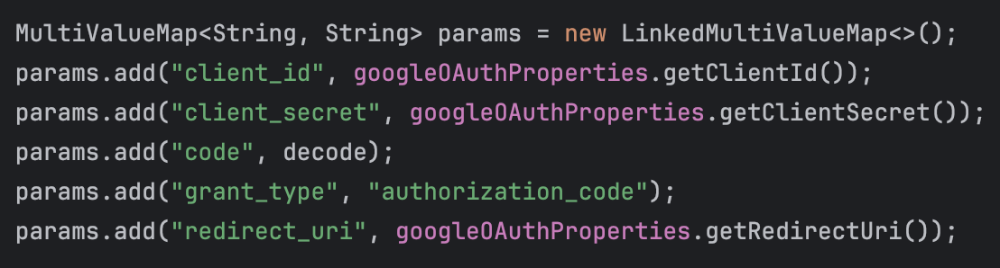 MultiValueMap<String, String> params = new LinkedMultiValueMap<>();
params.add("client_id", googleOAuthProperties.getClientId());
params.add("client_secret", googleOAuthProperties.getClientSecret());
params.add("code", decode);
params.add("grant_type", "authorization_code");
params.add("redirect_uri", googleOAuthProperties.getRedirectUri());